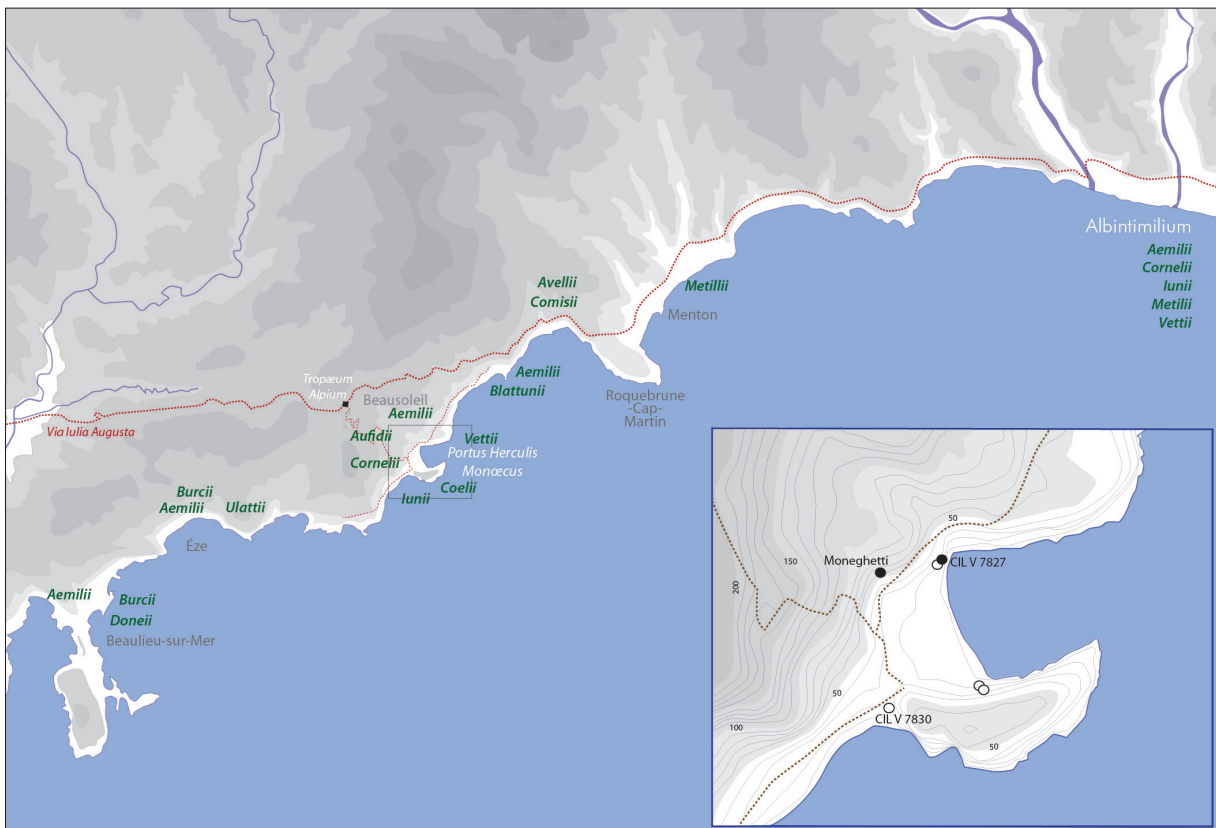 Albintimilium
Aemilii
Cornelii
Iunii
Metilii
Vettii
Avellii
Comisii
Metillii
Menton
Tropæum
Alpium
Beausoleil
Aemilii
Aemilii
Blattunii
Roquebrune
-Cap-
Martin
Via Iulia Augusta
Aufidii
Vettii
Portus Herculis
Monœcus
Cornelii
Coelii
Iunii
Burcii
Aemilii
Ulattii
Éze
Aemilii
Burcii
Doneii
Beaulieu-sur-Mer
50
Moneghetti
150
CIL V 7827
200
50
CIL V 7830
100
50